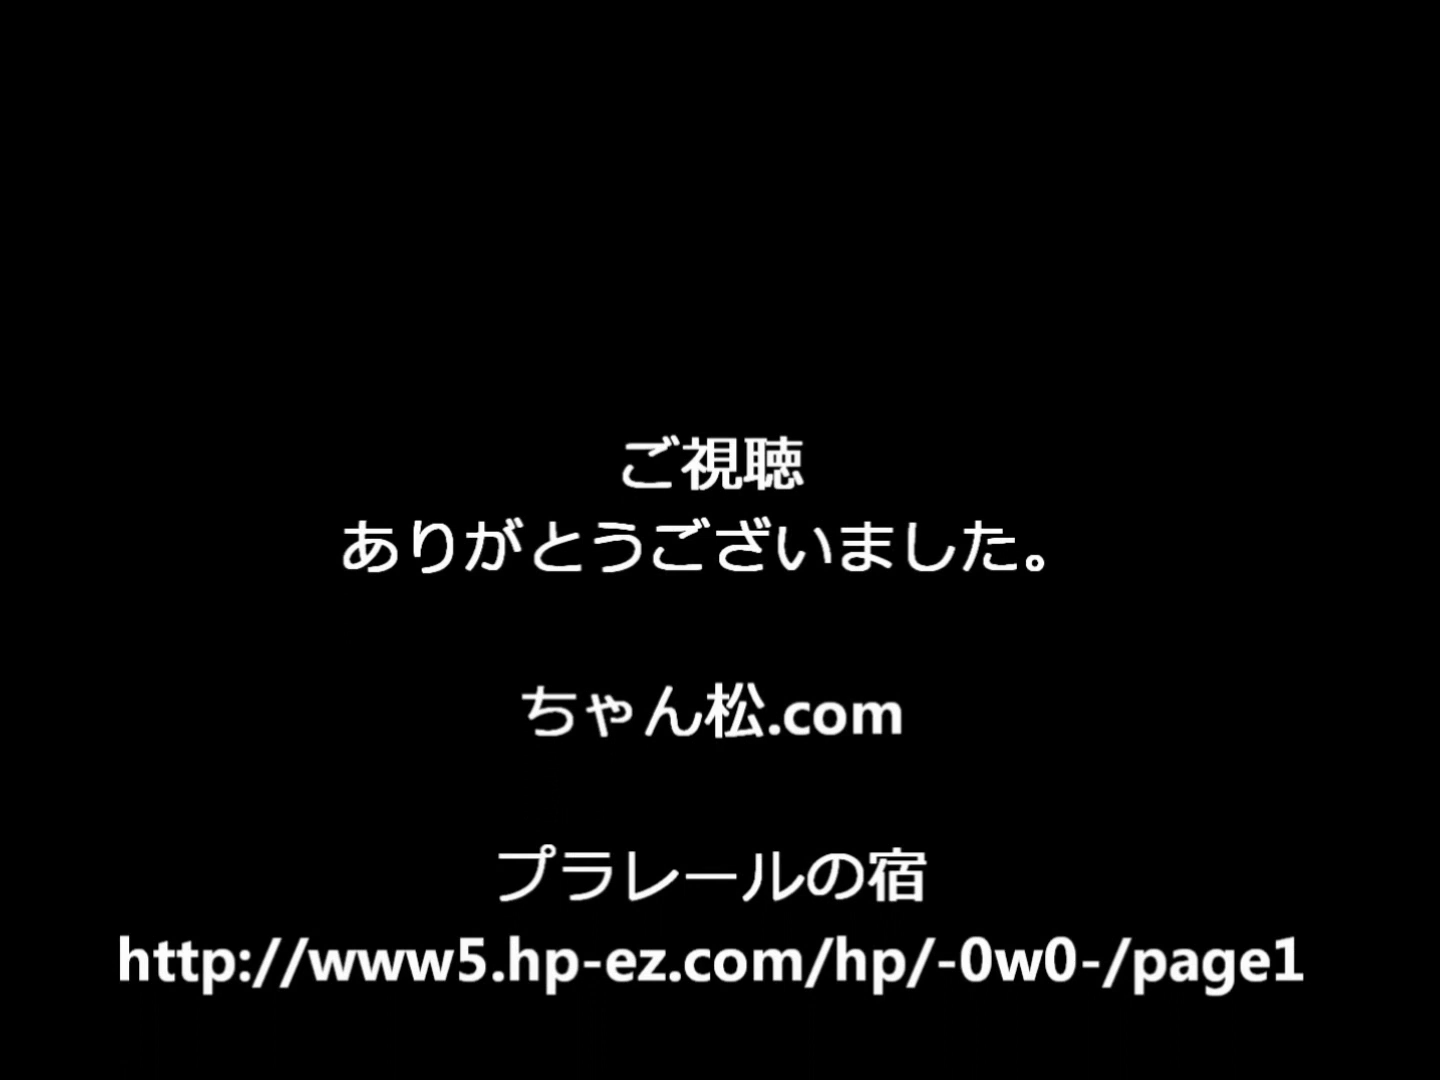 ご視聴
ありがとうございました。
ちゃん松.com
プラレールの宿
http://www5.hp-ez.com/hp/-0w0-/page1